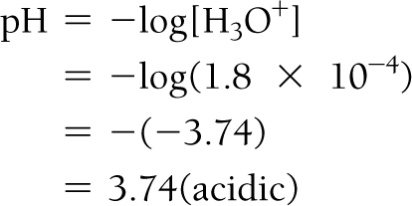 pH = −log[H₃O⁺]
= −log(1.8 × 10⁻⁴)
= −(−3.74)
= 3.74(acidic)